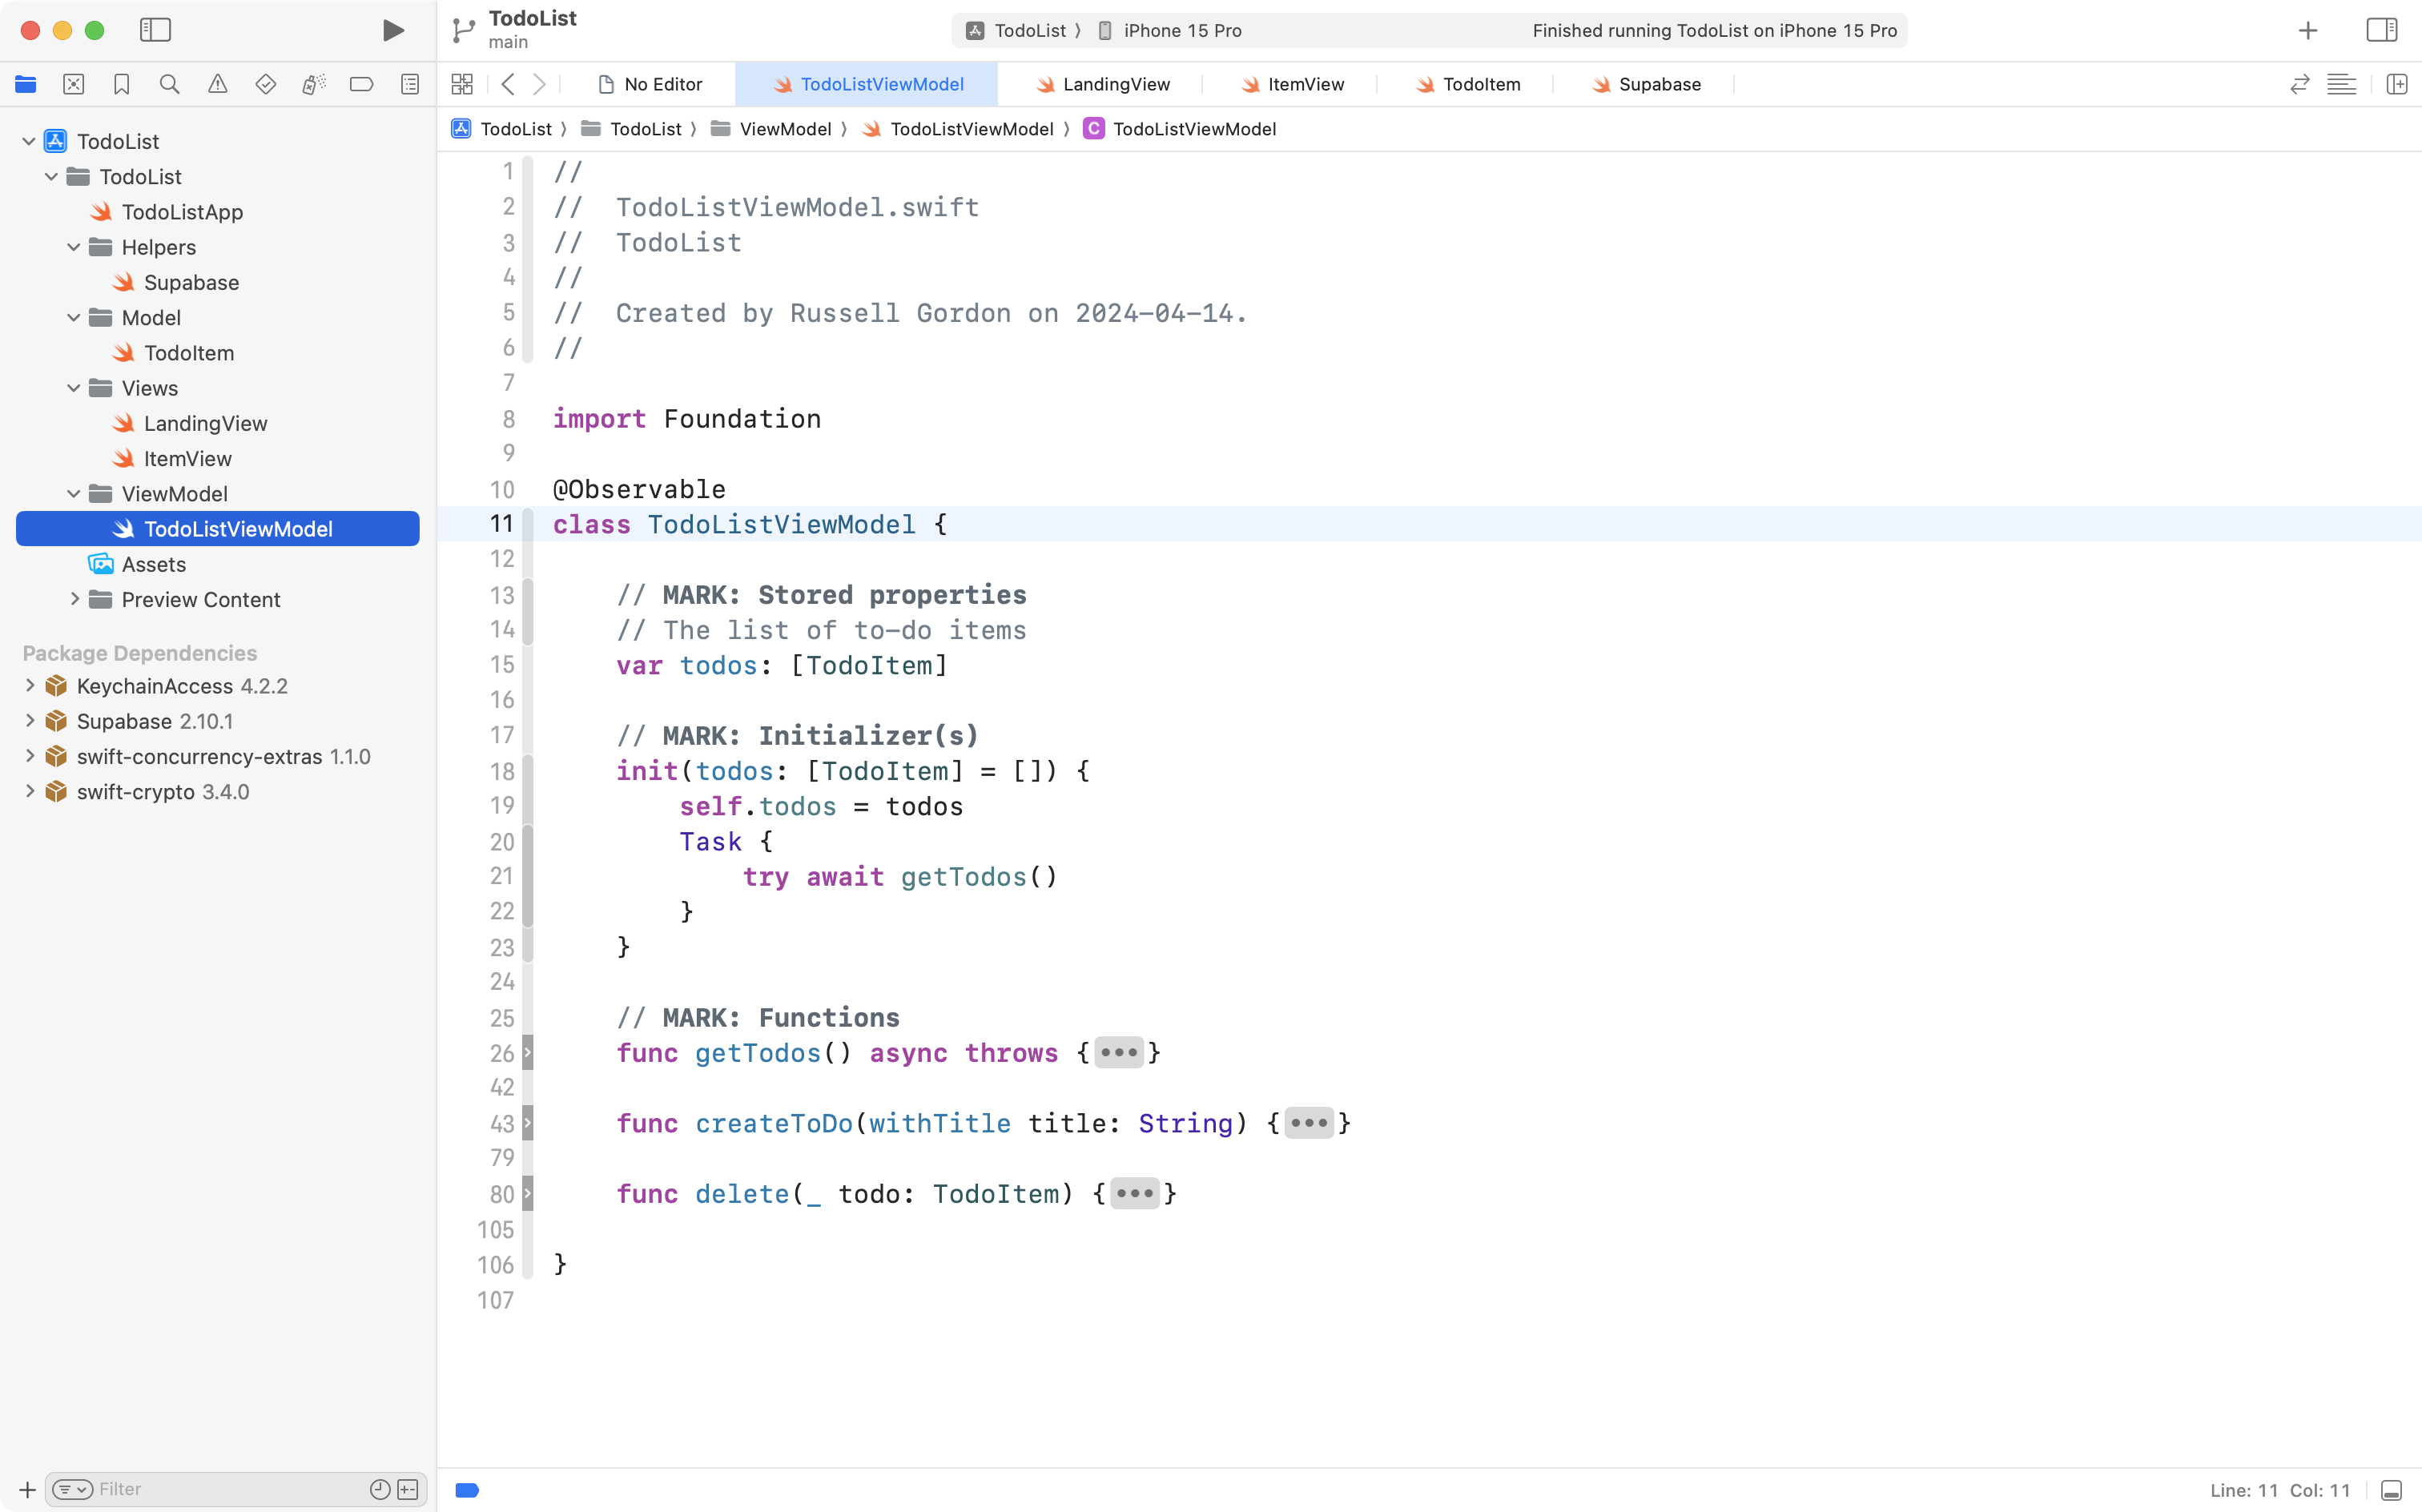 TodoList
main
TodoList 〉 iPhone 15 Pro
Finished running TodoList on iPhone 15 Pro
No Editor
TodoListViewModel
LandingView
ItemView
TodoItem
Supabase
TodoList 〉 TodoList 〉 ViewModel 〉 TodoListViewModel 〉 C TodoListViewModel
TodoList
TodoList
TodoListApp
Helpers
Supabase
Model
TodoItem
Views
LandingView
ItemView
ViewModel
TodoListViewModel
Assets
Preview Content
Package Dependencies
KeychainAccess 4.2.2
Supabase 2.10.1
swift-concurrency-extras 1.1.0
swift-crypto 3.4.0
Filter
1 //
2 //  TodoListViewModel.swift
3 //  TodoList
4 //
5 //  Created by Russell Gordon on 2024-04-14.
6 //
7
8 import Foundation
9
10 @Observable
11 class TodoListViewModel {
12
13     // MARK: Stored properties
14     // The list of to-do items
15     var todos: [TodoItem]
16
17     // MARK: Initializer(s)
18     init(todos: [TodoItem] = []) {
19         self.todos = todos
20         Task {
21             try await getTodos()
22         }
23     }
24
25     // MARK: Functions
26     func getTodos() async throws {•••}
42
43     func createToDo(withTitle title: String) {•••}
79
80     func delete(_ todo: TodoItem) {•••}
105
106 }
107
Line: 11  Col: 11